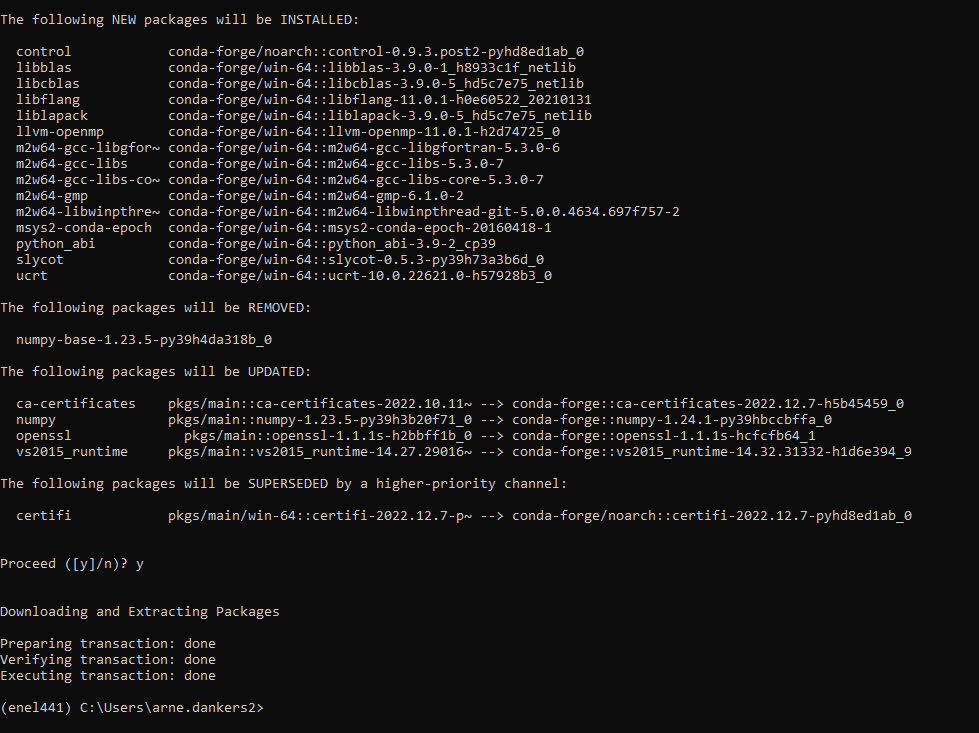 The following NEW packages will be INSTALLED:
control conda-forge/noarch::control-0.9.3.post2-pyhd8ed1ab_0
libblas conda-forge/win-64::libblas-3.9.0-1_h8933c1f_netlib
libcblas conda-forge/win-64::libcblas-3.9.0-5_hd5c7e75_netlib
libflang conda-forge/win-64::libflang-11.0.1-h0e60522_20210131
liblapack conda-forge/win-64::liblapack-3.9.0-5_hd5c7e75_netlib
llvm-openmp conda-forge/win-64::llvm-openmp-11.0.1-h2d74725_0
m2w64-gcc-libgfor~ conda-forge/win-64::m2w64-gcc-libgfortran-5.3.0-6
m2w64-gcc-libs conda-forge/win-64::m2w64-gcc-libs-5.3.0-7
m2w64-gcc-libs-co~ conda-forge/win-64::m2w64-gcc-libs-core-5.3.0-7
m2w64-gmp conda-forge/win-64::m2w64-gmp-6.1.0-2
m2w64-libwinpthre~ conda-forge/win-64::m2w64-libwinpthread-git-5.0.0.4634.697f757-2
msys2-conda-epoch conda-forge/win-64::msys2-conda-epoch-20160418-1
python_abi conda-forge/win-64::python_abi-3.9-2_cp39
slycot conda-forge/win-64::slycot-0.5.3-py39h73a3b6d_0
ucrt conda-forge/win-64::ucrt-10.0.22621.0-h57928b3_0
The following packages will be REMOVED:
numpy-base-1.23.5-py39h4da318b_0
The following packages will be UPDATED:
ca-certificates pkgs/main::ca-certificates-2022.10.11~ --> conda-forge::ca-certificates-2022.12.7-h5b45459_0
numpy pkgs/main::numpy-1.23.5-py39h3b20f71_0 --> conda-forge::numpy-1.24.1-py39hbccbffa_0
openssl pkgs/main::openssl-1.1.1s-h2bbff1b_0 --> conda-forge::openssl-1.1.1s-hcfcfb64_1
vs2015_runtime pkgs/main::vs2015_runtime-14.27.29016~ --> conda-forge::vs2015_runtime-14.32.31332-h1d6e394_9
The following packages will be SUPERSEDED by a higher-priority channel:
certifi pkgs/main/win-64::certifi-2022.12.7-p~ --> conda-forge/noarch::certifi-2022.12.7-pyhd8ed1ab_0
Proceed ([y]/n)? y
Downloading and Extracting Packages
Preparing transaction: done
Verifying transaction: done
Executing transaction: done
(enel441) C:\Users\arne.dankers2>